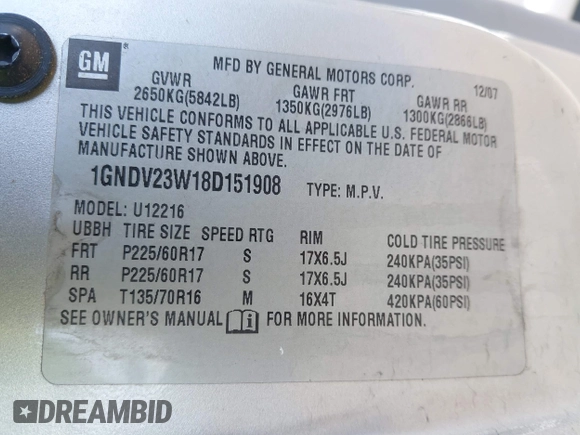 GM
MFD BY GENERAL MOTORS CORP. 12/07
GVWR GAWR FRT GAWR RR
2650KG(5842LB) 1350KG(2976LB) 1300KG(2866LB)
THIS VEHICLE CONFORMS TO ALL APPLICABLE U.S. FEDERAL MOTOR
VEHICLE SAFETY STANDARDS IN EFFECT ON THE DATE OF
MANUFACTURE SHOWN ABOVE.
1GNDV23W18D151908 TYPE: M.P.V.
MODEL: U12216
UBBH TIRE SIZE SPEED RTG RIM COLD TIRE PRESSURE
FRT P225/60R17 S 17X6.5J 240KPA(35PSI)
RR P225/60R17 S 17X6.5J 240KPA(35PSI)
SPA T135/70R16 M 16X4T 420KPA(60PSI)
SEE OWNER'S MANUAL FOR MORE INFORMATION.
DREAMBID